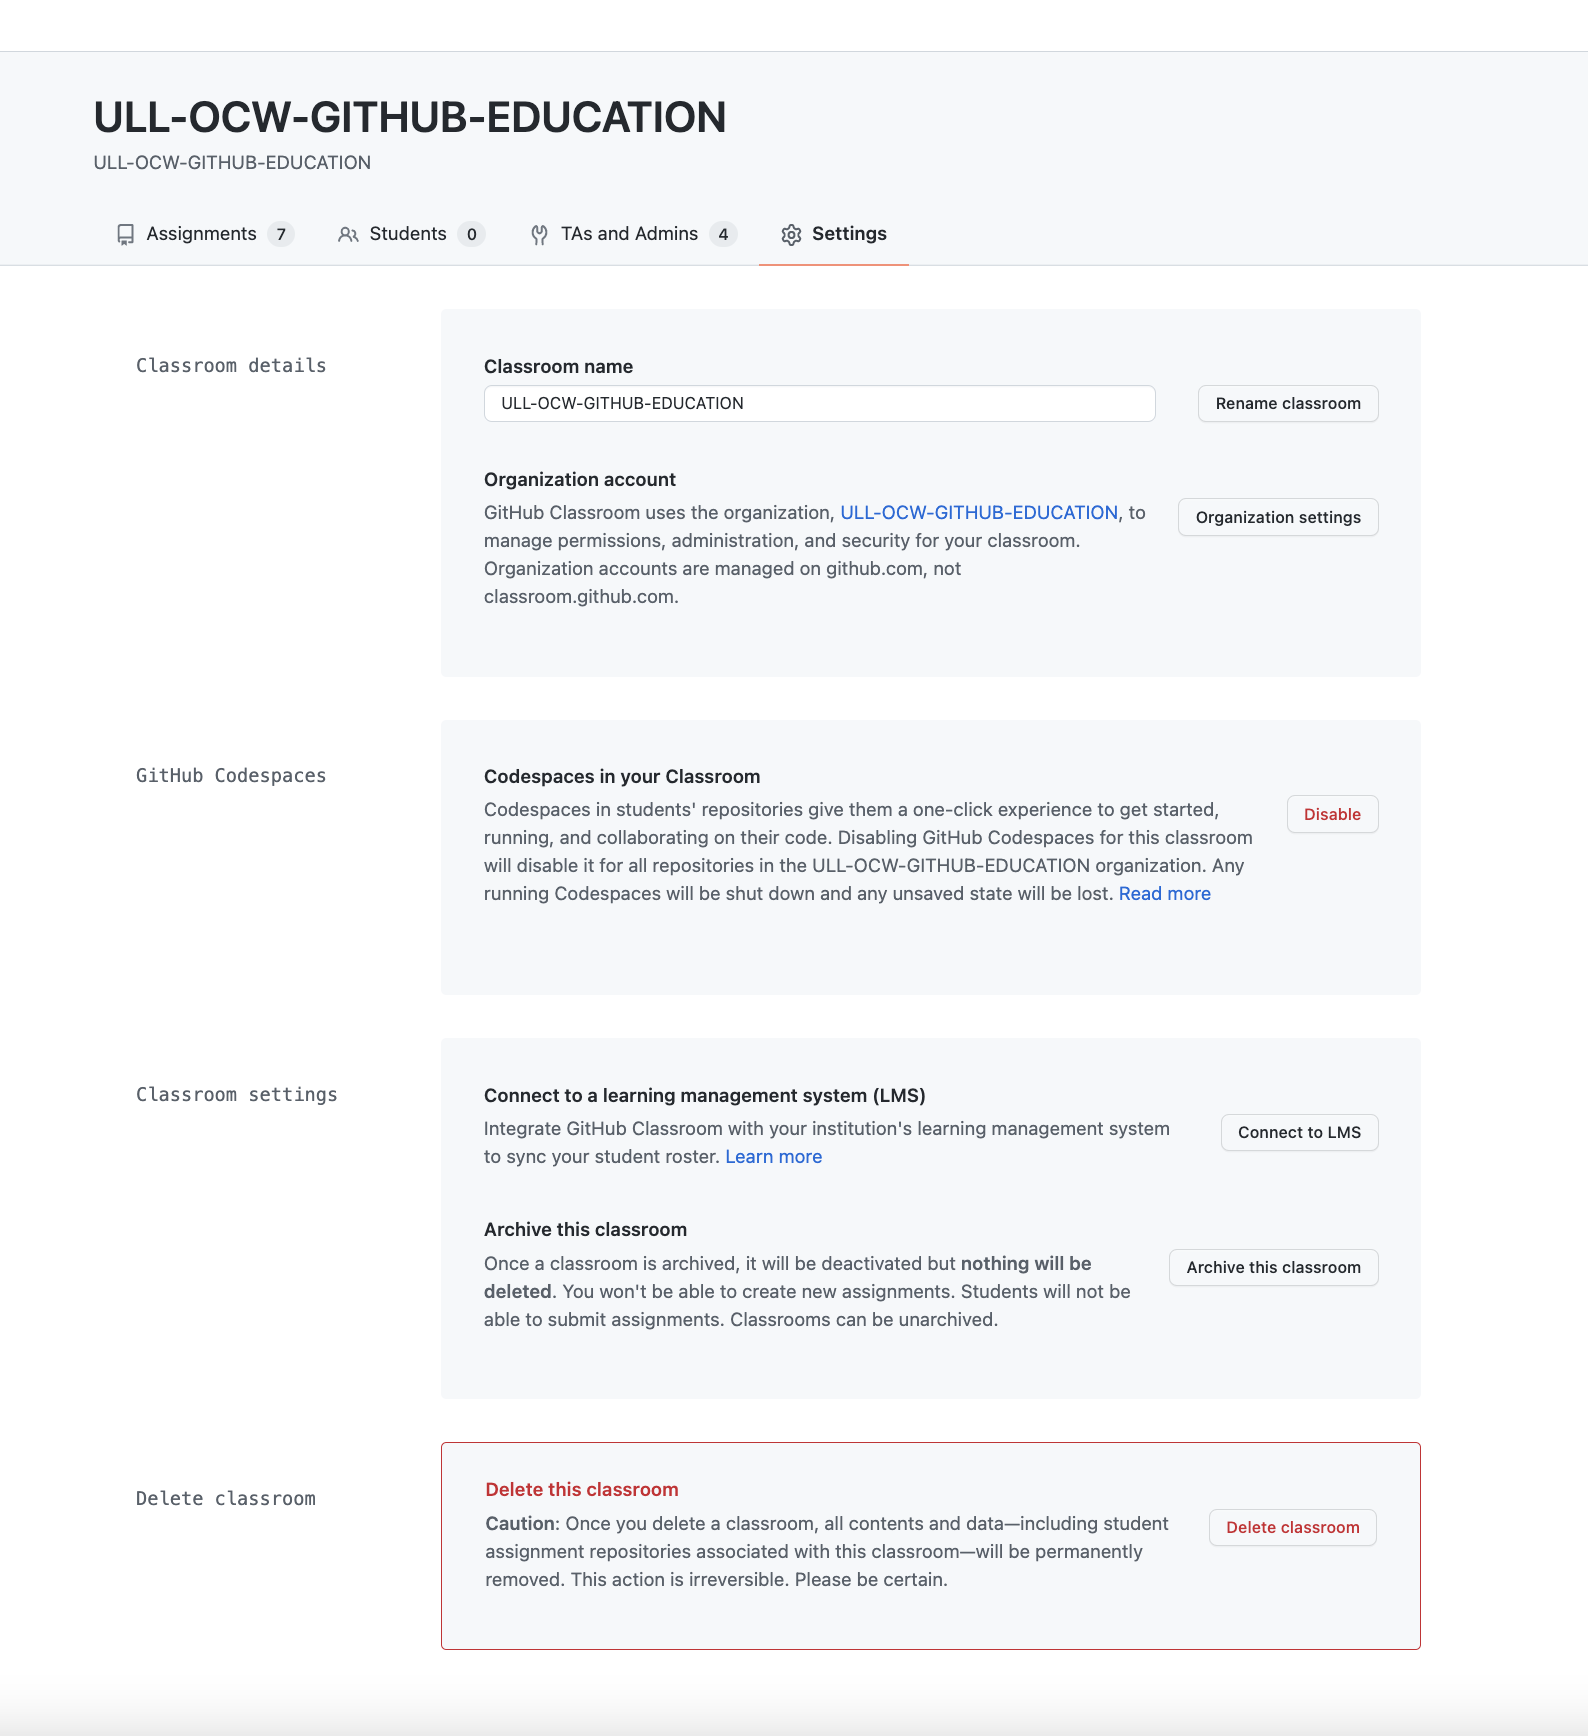 ULL-OCW-GITHUB-EDUCATION
ULL-OCW-GITHUB-EDUCATION
Assignments 7 Students 0 TAs and Admins 4 Settings
Classroom details
Classroom name
ULL-OCW-GITHUB-EDUCATION
Rename classroom
Organization account
GitHub Classroom uses the organization, ULL-OCW-GITHUB-EDUCATION, to
manage permissions, administration, and security for your classroom.
Organization accounts are managed on github.com, not
classroom.github.com.
Organization settings
GitHub Codespaces
Codespaces in your Classroom
Codespaces in students' repositories give them a one-click experience to get started,
running, and collaborating on their code. Disabling GitHub Codespaces for this classroom
will disable it for all repositories in the ULL-OCW-GITHUB-EDUCATION organization. Any
running Codespaces will be shut down and any unsaved state will be lost. Read more
Disable
Classroom settings
Connect to a learning management system (LMS)
Integrate GitHub Classroom with your institution's learning management system
to sync your student roster. Learn more
Connect to LMS
Archive this classroom
Once a classroom is archived, it will be deactivated but nothing will be
deleted. You won't be able to create new assignments. Students will not be
able to submit assignments. Classrooms can be unarchived.
Archive this classroom
Delete classroom
Delete this classroom
Caution: Once you delete a classroom, all contents and data—including student
assignment repositories associated with this classroom—will be permanently
removed. This action is irreversible. Please be certain.
Delete classroom